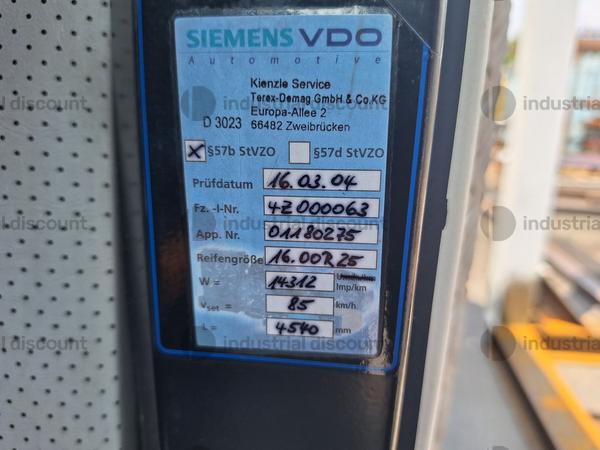 SIEMENS VDO
Automotive
Kienzle Service
Terex-Demag GmbH & Co.KG
Europa-Allee 2
D 3023 66482 Zweibrücken
§57b StVZO §57d StVZO
Prüfdatum 16.03.04
Fz. -I-Nr. 4Z000063
App. Nr. 01180275
Reifengröße 16.00R25
W = 14312 Imp/km
Vset = 85 km/h
L = 4540 mm
industrial discount
industrial discount
industrial discount
industrial discount
industrial discount
industrial discount
industrial discount
industrial discount
industrial discount